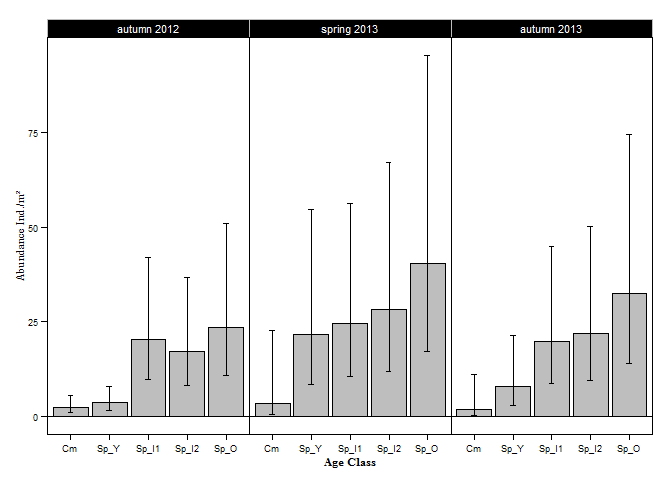 autumn 2012 spring 2013 autumn 2013
75
50
25
0
Abundance Ind./m²
Cm Sp_Y Sp_I1 Sp_I2 Sp_O Cm Sp_Y Sp_I1 Sp_I2 Sp_O Cm Sp_Y Sp_I1 Sp_I2 Sp_O
Age Class